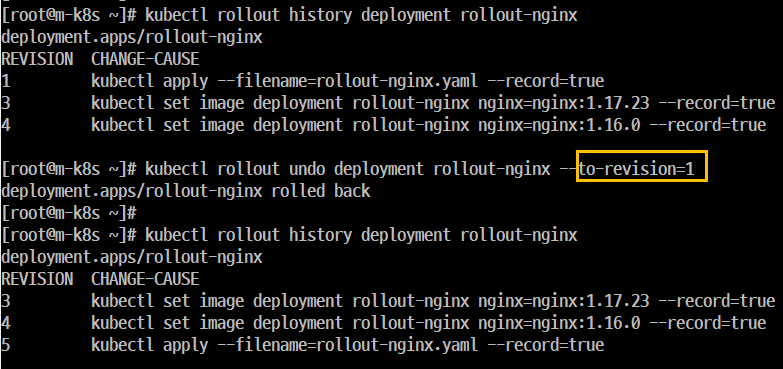 [root@m-k8s ~]# kubectl rollout history deployment rollout-nginx
deployment.apps/rollout-nginx
REVISION  CHANGE-CAUSE
1         kubectl apply --filename=rollout-nginx.yaml --record=true
3         kubectl set image deployment rollout-nginx nginx=nginx:1.17.23 --record=true
4         kubectl set image deployment rollout-nginx nginx=nginx:1.16.0 --record=true
[root@m-k8s ~]# kubectl rollout undo deployment rollout-nginx --to-revision=1
deployment.apps/rollout-nginx rolled back
[root@m-k8s ~]#
[root@m-k8s ~]# kubectl rollout history deployment rollout-nginx
deployment.apps/rollout-nginx
REVISION  CHANGE-CAUSE
3         kubectl set image deployment rollout-nginx nginx=nginx:1.17.23 --record=true
4         kubectl set image deployment rollout-nginx nginx=nginx:1.16.0 --record=true
5         kubectl apply --filename=rollout-nginx.yaml --record=true